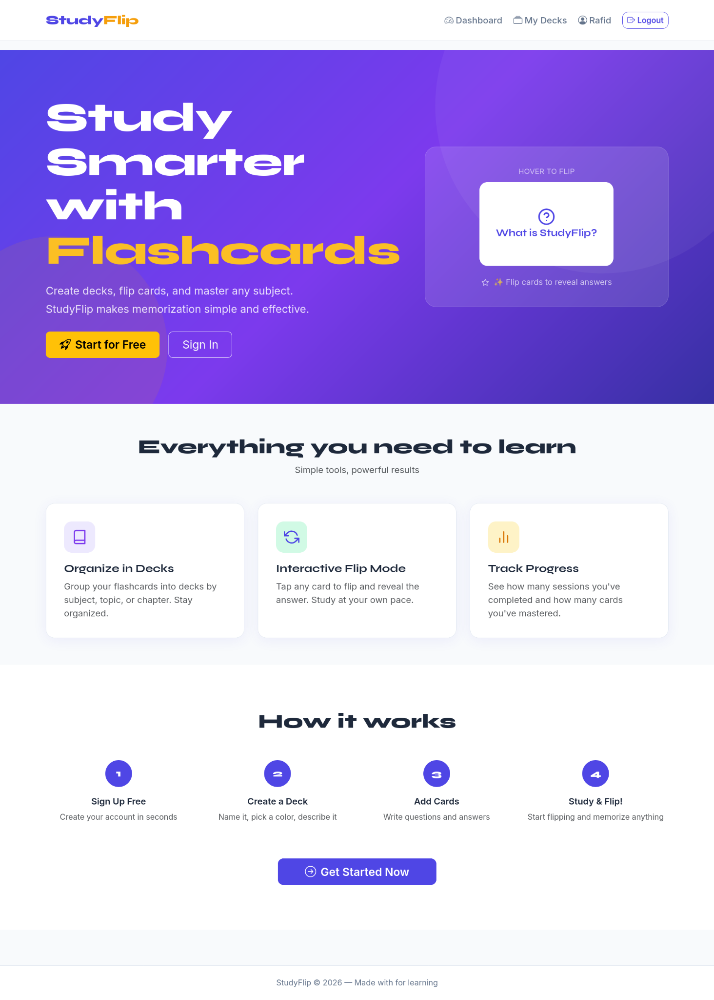 StudyFlip
Dashboard
My Decks
Rafid
Logout
Study
Smarter
with
Flashcards
Create decks, flip cards, and master any subject.
StudyFlip makes memorization simple and effective.
Start for Free
Sign In
HOVER TO FLIP
What is StudyFlip?
✨ Flip cards to reveal answers
Everything you need to learn
Simple tools, powerful results
Organize in Decks
Group your flashcards into decks by
subject, topic, or chapter. Stay
organized.
Interactive Flip Mode
Tap any card to flip and reveal the
answer. Study at your own pace.
Track Progress
See how many sessions you've
completed and how many cards
you've mastered.
How it works
1
Sign Up Free
Create your account in seconds
2
Create a Deck
Name it, pick a color, describe it
3
Add Cards
Write questions and answers
4
Study & Flip!
Start flipping and memorize anything
Get Started Now
StudyFlip © 2026 — Made with for learning